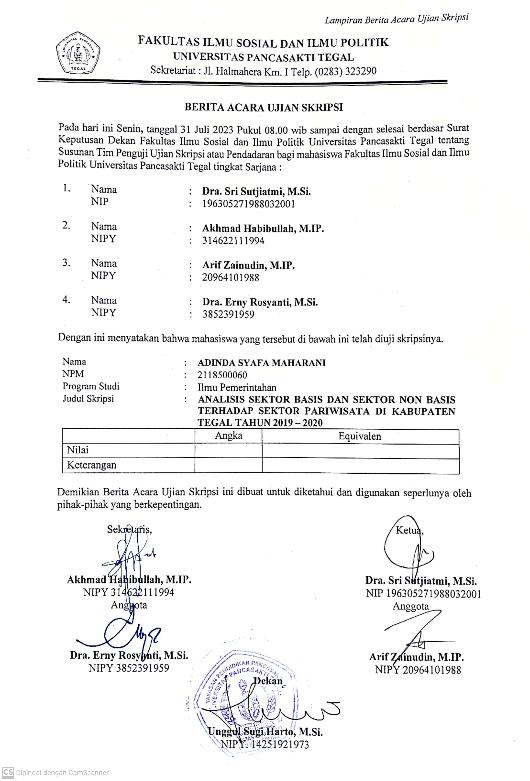 Lampiran Berita Acara Ujian Skripsi
FAKULTAS ILMU SOSIAL DAN ILMU POLITIK
UNIVERSITAS PANCASAKTI TEGAL
Sekretariat : Jl. Halmahera Km. I Telp. (0283) 323290
BERITA ACARA UJIAN SKRIPSI
Pada hari ini Senin, tanggal 31 Juli 2023 Pukul 08.00 wib sampai dengan selesai berdasar Surat
Keputusan Dekan Fakultas Ilmu Sosial dan Ilmu Politik Universitas Pancasakti Tegal tentang
Susunan Tim Penguji Ujian Skripsi atau Pendadaran bagi mahasiswa Fakultas Ilmu Sosial dan Ilmu
Politik Universitas Pancasakti Tegal tingkat Sarjana :
1. Nama : Dra. Sri Sutjiatmi, M.Si.
NIP : 196305271988032001
2. Nama : Akhmad Habibullah, M.IP.
NIPY : 314622111994
3. Nama : Arif Zainudin, M.IP.
NIPY : 20964101988
4. Nama : Dra. Erny Rosyanti, M.Si.
NIPY : 3852391959
Dengan ini menyatakan bahwa mahasiswa yang tersebut di bawah ini telah diuji skripsinya.
Nama : ADINDA SYAFA MAHARANI
NPM : 2118500060
Program Studi : Ilmu Pemerintahan
Judul Skripsi : ANALISIS SEKTOR BASIS DAN SEKTOR NON BASIS
TERHADAP SEKTOR PARIWISATA DI KABUPATEN
TEGAL TAHUN 2019 – 2020
Angka Equivalen
Nilai
Keterangan
Demikian Berita Acara Ujian Skripsi ini dibuat untuk diketahui dan digunakan seperlunya oleh
pihak-pihak yang berkepentingan.
Sekretaris, Ketua,
Akhmad Habibullah, M.IP. Dra. Sri Sutjiatmi, M.Si.
NIPY 314622111994 NIP 196305271988032001
Anggota Anggota
Dra. Erny Rosyanti, M.Si. Arif Zainudin, M.IP.
NIPY 3852391959 NIPY 20964101988
Dekan,
Unggul Sugi Harto, M.Si.
NIPY. 14251921973
CS Dipindai dengan CamScanner